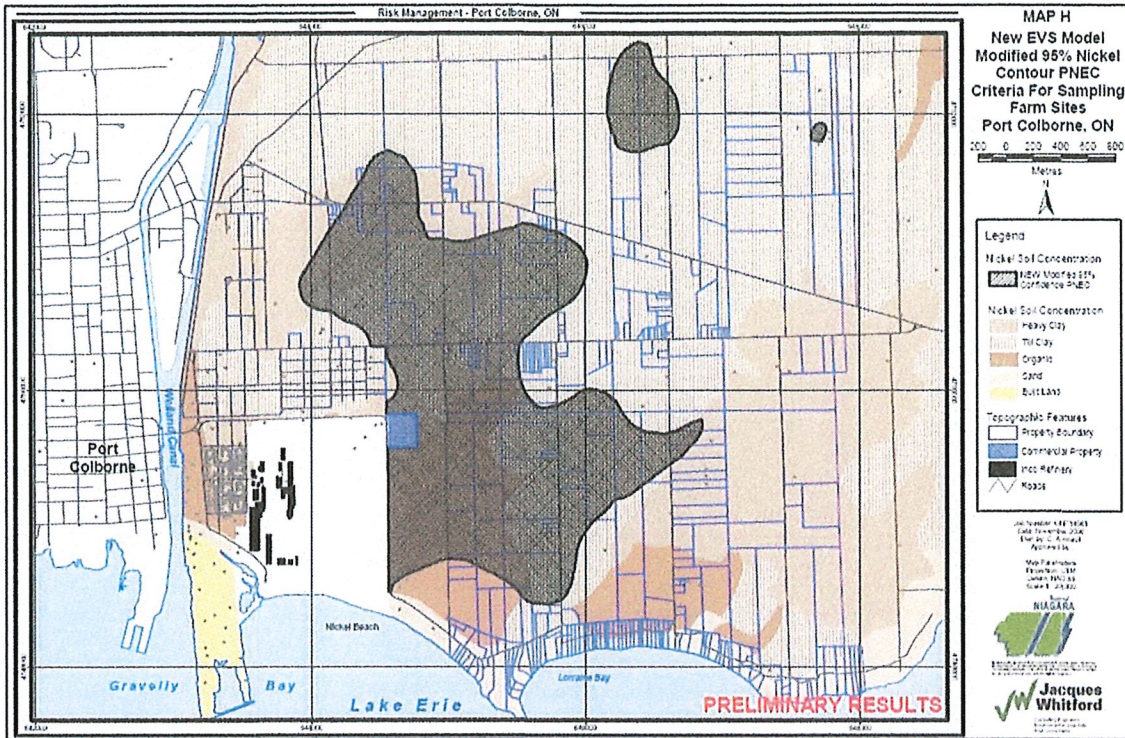 Risk Management - Port Colborne, ON
MAP H
New EVS Model
Modified 95% Nickel
Contour PNEC
Criteria For Sampling
Farm Sites
Port Colborne, ON
200 0 200 400 600 800
Metres
N
Legend
Nickel Soil Concentration
NEW Modified 95%
Confidence PNEC
Nickel Soil Concentration
Heavy Clay
Till Clay
Organic
Sand
Built Land
Topographic Features
Property Boundary
Commercial Property
Inco Refinery
Roads
NIAGARA
Jacques
Whitford
Port
Colborne
Welland Canal
Nickel Beach
Gravelly Bay
Lake Erie
Lorraine Bay
PRELIMINARY RESULTS